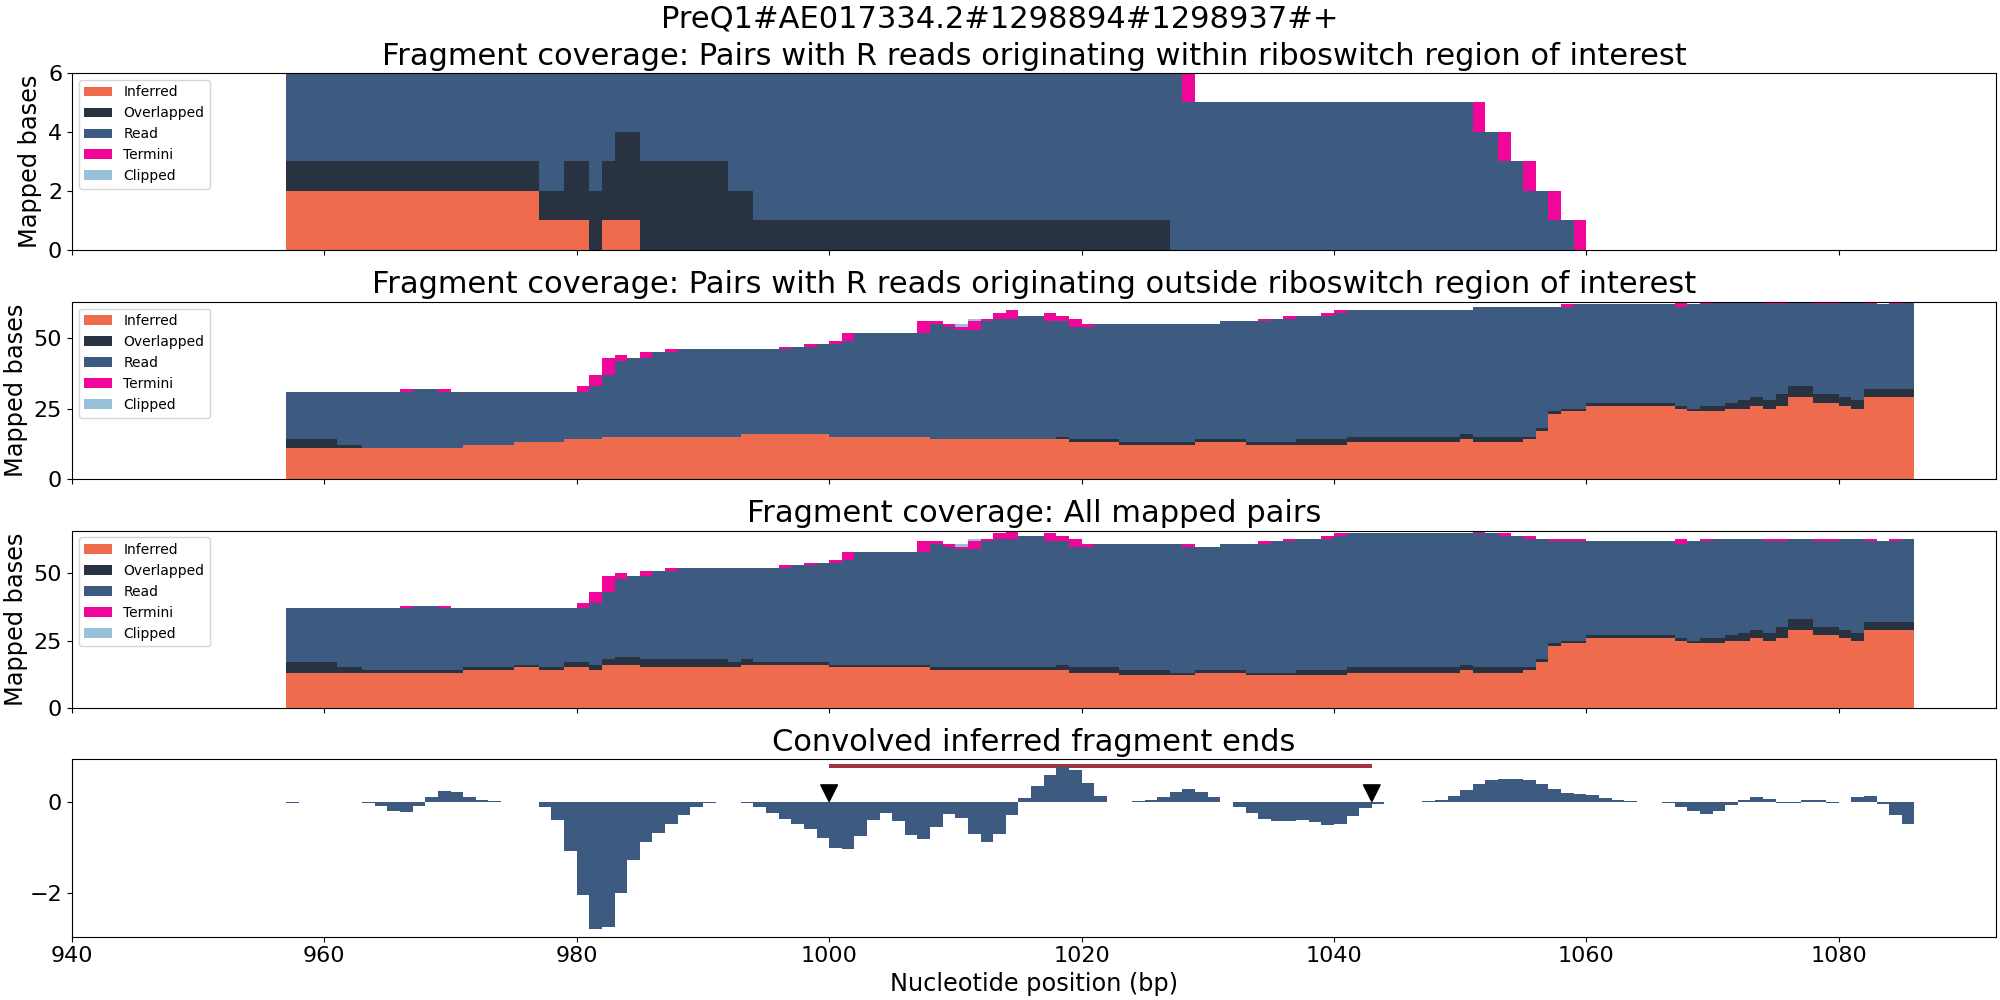 PreQ1#AE017334.2#1298894#1298937#+
Fragment coverage: Pairs with R reads originating within riboswitch region of interest
Mapped bases
6
4
2
0
Inferred
Overlapped
Read
Termini
Clipped
Fragment coverage: Pairs with R reads originating outside riboswitch region of interest
Mapped bases
50
25
0
Inferred
Overlapped
Read
Termini
Clipped
Fragment coverage: All mapped pairs
Mapped bases
50
25
0
Inferred
Overlapped
Read
Termini
Clipped
Convolved inferred fragment ends
0
−2
940 960 980 1000 1020 1040 1060 1080
Nucleotide position (bp)